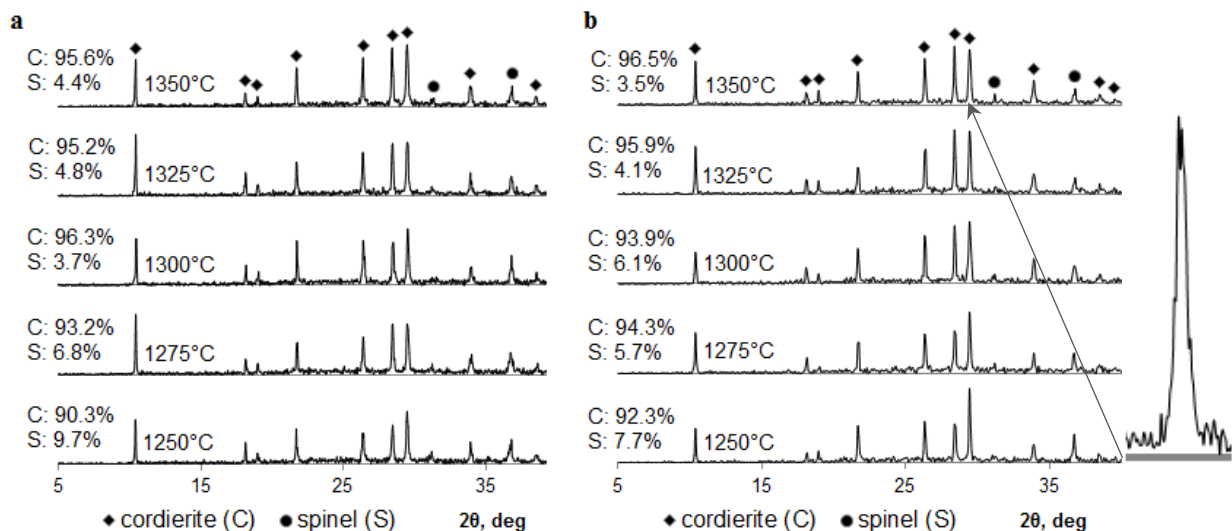 a
C: 95.6%
S: 4.4%
1350°C
C: 95.2%
S: 4.8%
1325°C
C: 96.3%
S: 3.7%
1300°C
C: 93.2%
S: 6.8%
1275°C
C: 90.3%
S: 9.7%
1250°C
5 15 25 35
◆ cordierite (C) ● spinel (S) 2θ, deg
b
C: 96.5%
S: 3.5%
1350°C
C: 95.9%
S: 4.1%
1325°C
C: 93.9%
S: 6.1%
1300°C
C: 94.3%
S: 5.7%
1275°C
C: 92.3%
S: 7.7%
1250°C
5 15 25 35
◆ cordierite (C) ● spinel (S) 2θ, deg